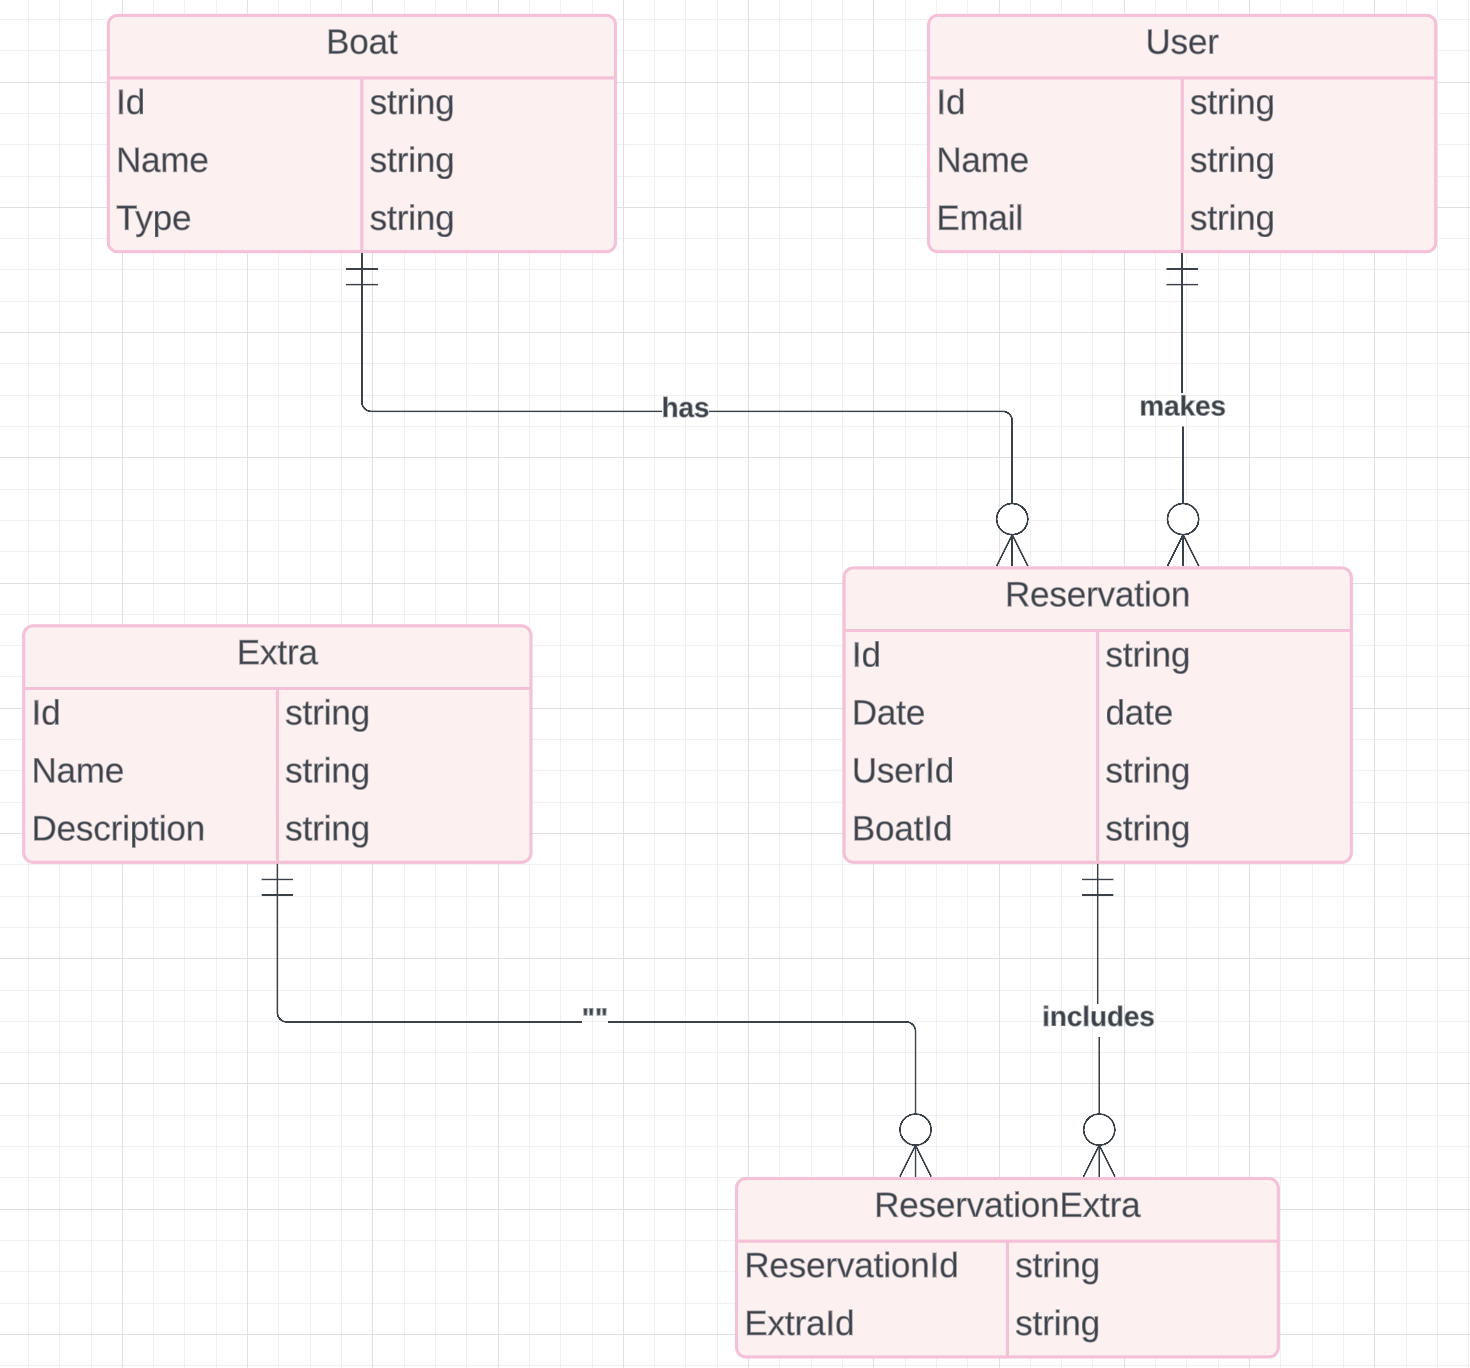 Boat
Id string
Name string
Type string
User
Id string
Name string
Email string
has
makes
Reservation
Id string
Date date
UserId string
BoatId string
Extra
Id string
Name string
Description string
""
includes
ReservationExtra
ReservationId string
ExtraId string